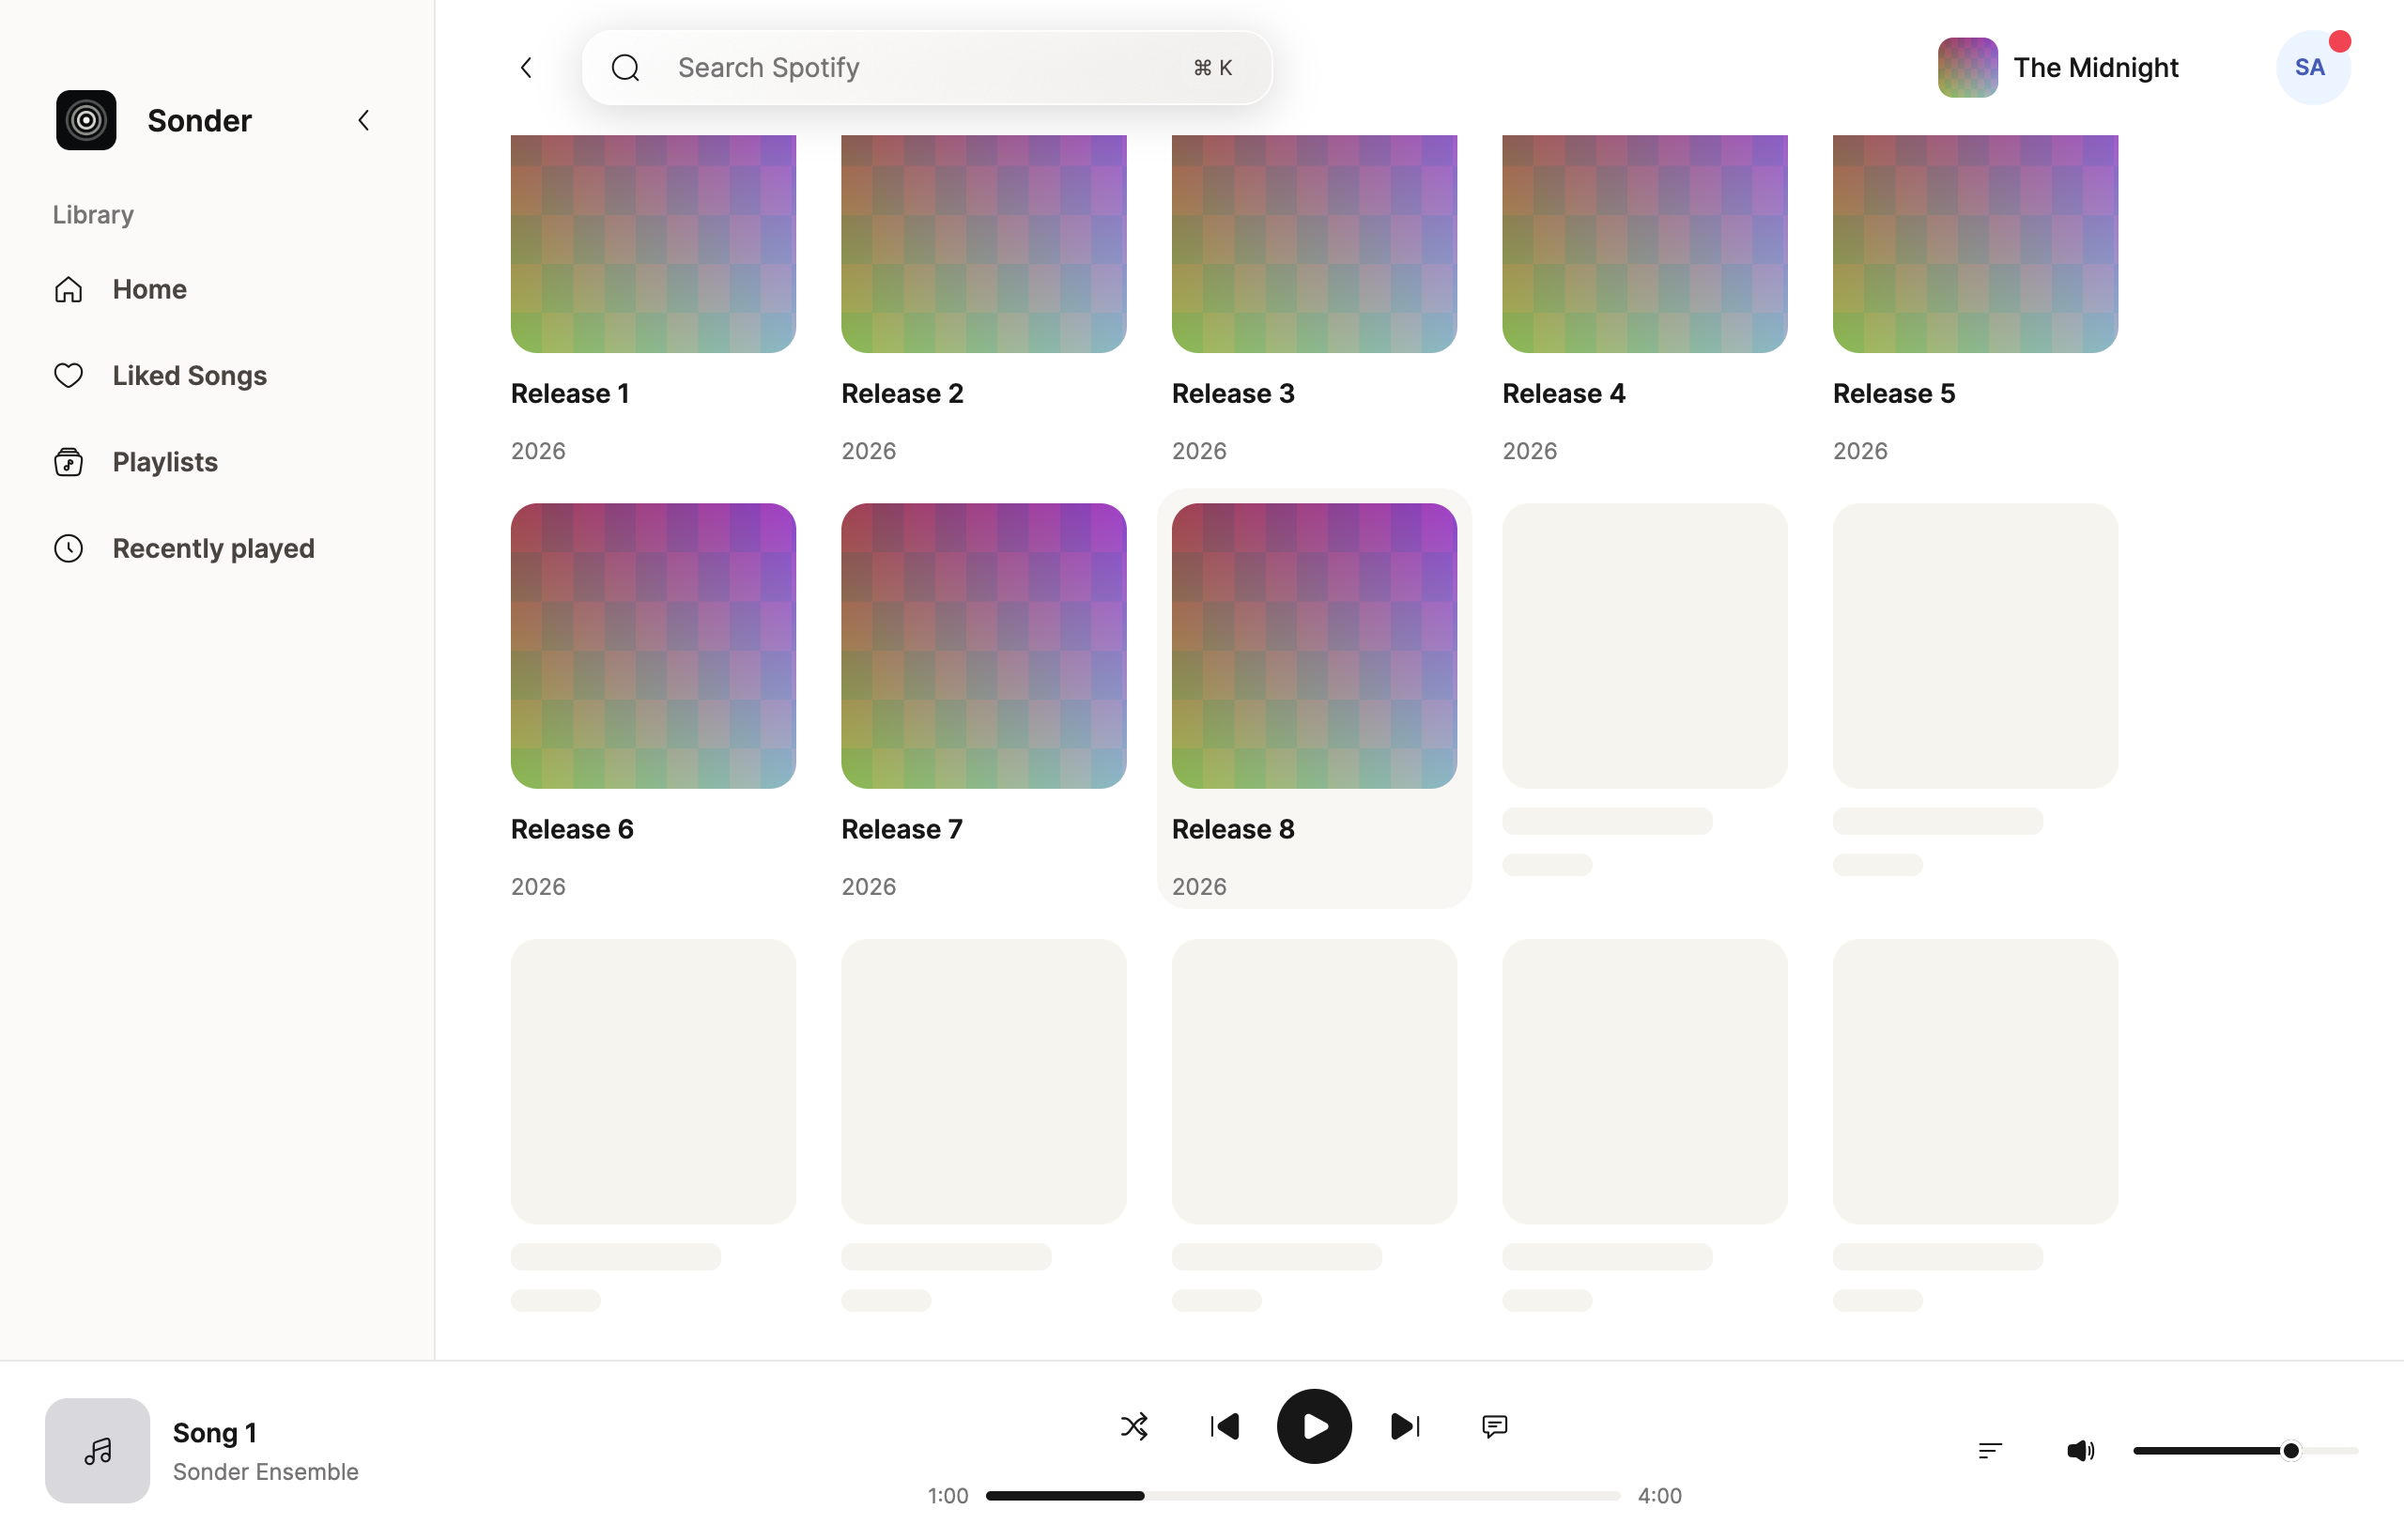 Search Spotify
⌘ K
The Midnight
SA
Sonder
Library
Home
Liked Songs
Playlists
Recently played
Release 1
2026
Release 2
2026
Release 3
2026
Release 4
2026
Release 5
2026
Release 6
2026
Release 7
2026
Release 8
2026
Song 1
Sonder Ensemble
1:00
4:00